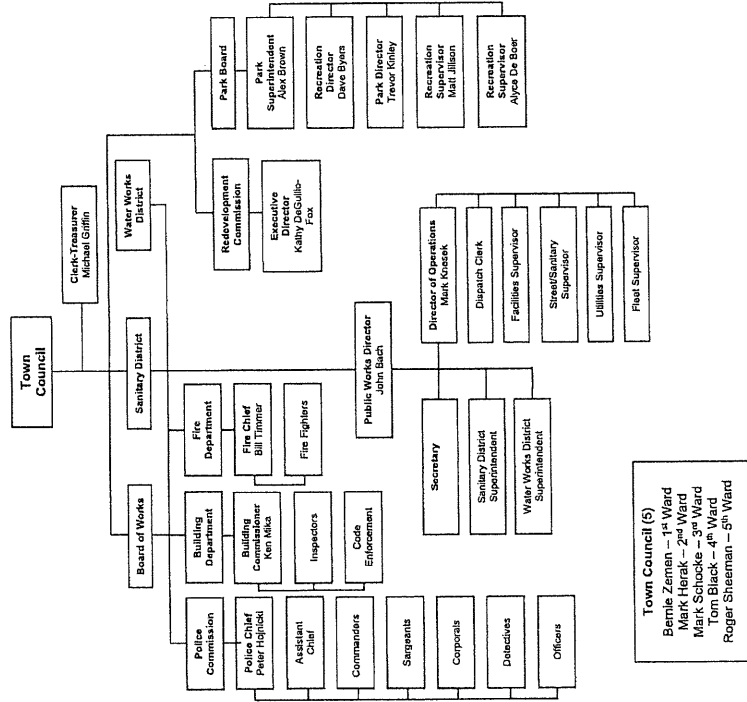 Town
Council
Clerk-Treasurer
Michael Griffin
Board of Works
Sanitary District
Water Works
District
Police
Commission
Building
Department
Fire
Department
Redevelopment
Commission
Park Board
Police Chief
Peter Hojnicki
Assistant
Chief
Commanders
Sargeants
Corporals
Detectives
Officers
Building
Commissioner
Ken Mika
Inspectors
Code
Enforcement
Fire Chief
Bill Timmer
Fire Fighters
Executive
Director
Kathy DeGuilio-
Fox
Park
Superintendent
Alex Brown
Recreation
Director
Dave Byers
Park Director
Trevor Kinley
Recreation
Supervisor
Matt Jillson
Recreation
Supervisor
Alyce De Boer
Public Works Director
John Bach
Secretary
Sanitary District
Superintendent
Water Works District
Superintendent
Director of Operations
Mark Knesek
Dispatch Clerk
Facilities Supervisor
Street/Sanitary
Supervisor
Utilities Supervisor
Fleet Supervisor
Town Council (5)
Bernie Zemen – 1st Ward
Mark Herak – 2nd Ward
Mark Schocke – 3rd Ward
Tom Black – 4th Ward
Roger Sheeman – 5th Ward